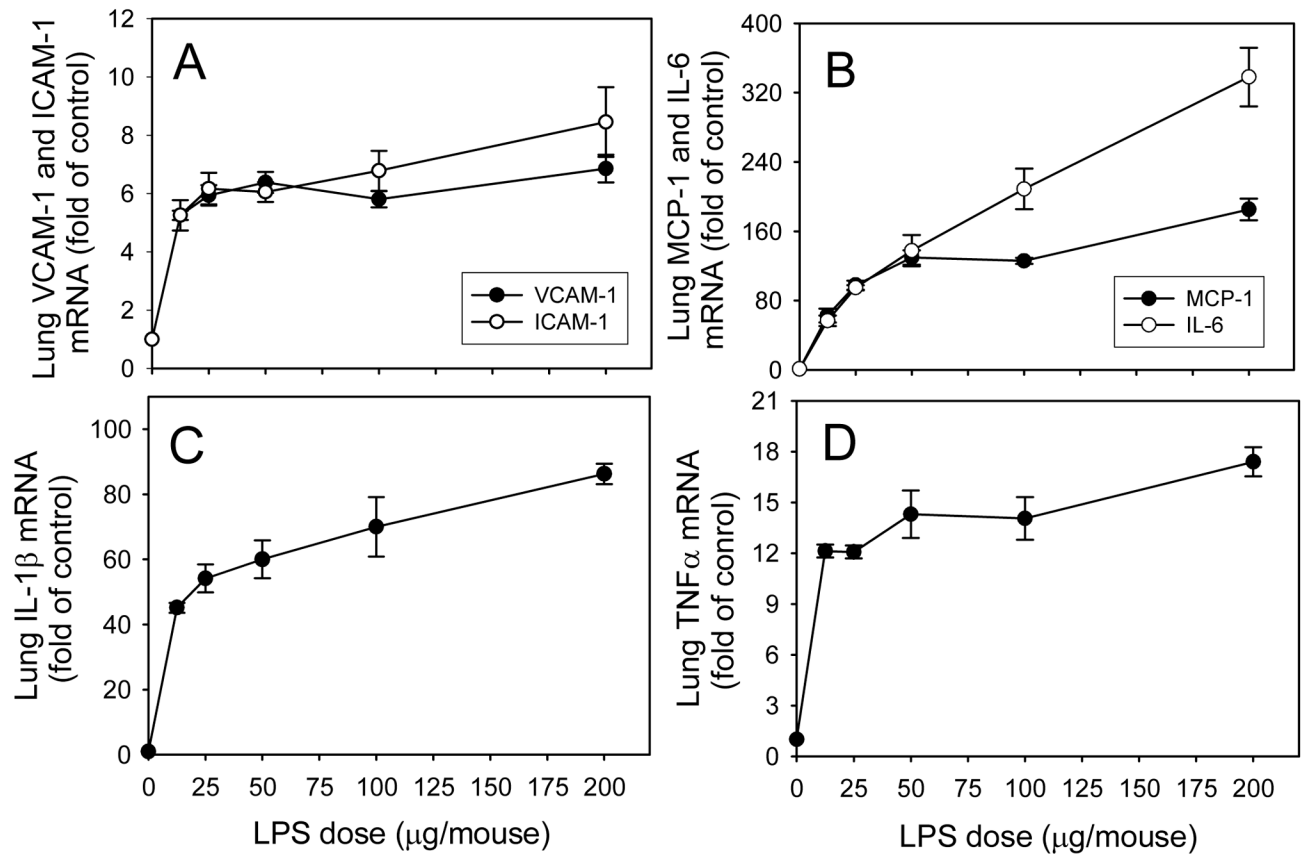 A
Lung VCAM-1 and ICAM-1
mRNA (fold of control)
12
10
8
6
4
2
0
VCAM-1
ICAM-1
B
Lung MCP-1 and IL-6
mRNA (fold of control)
400
320
240
160
80
0
MCP-1
IL-6
C
Lung IL-1β mRNA
(fold of control)
100
80
60
40
20
0
0 25 50 75 100 125 150 175 200
LPS dose (μg/mouse)
D
Lung TNFα mRNA
(fold of control)
21
18
15
12
9
6
3
0
0 25 50 75 100 125 150 175 200
LPS dose (μg/mouse)